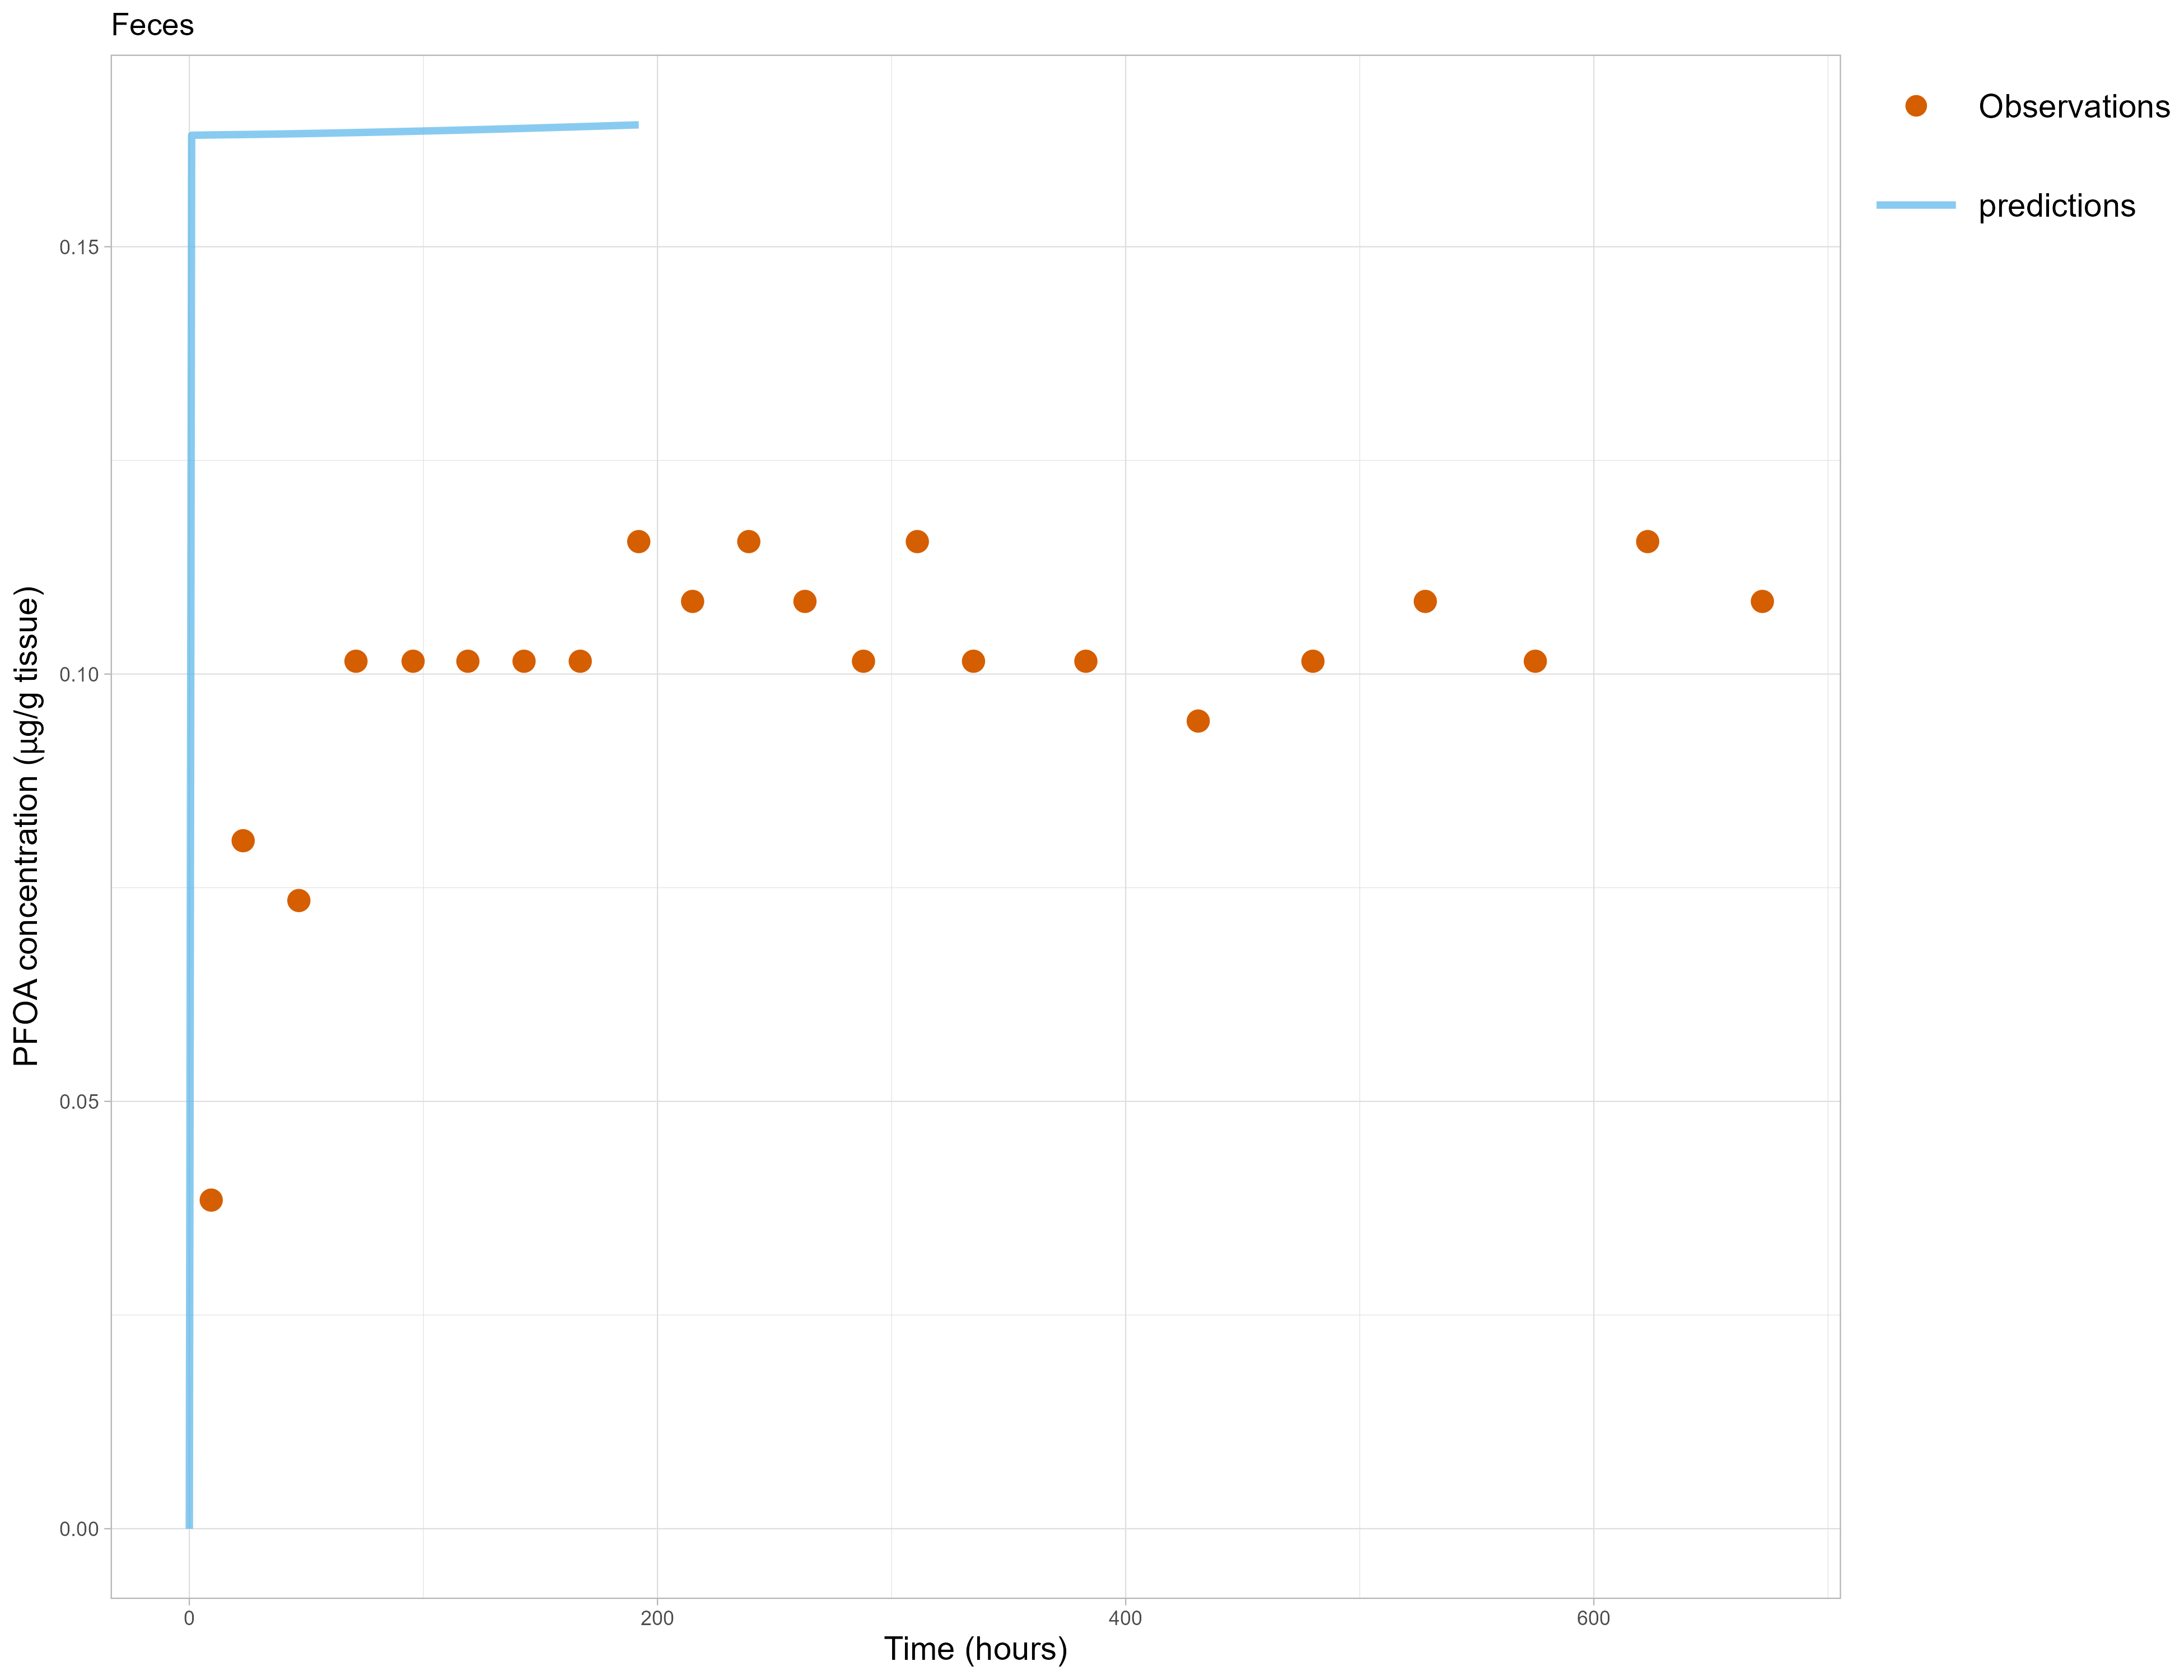 Feces
Observations
predictions
PFOA concentration (µg/g tissue)
0.15
0.10
0.05
0.00
0
200
400
600
Time (hours)